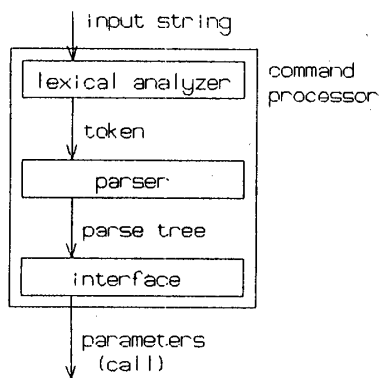 input string
lexical analyzer
command
processor
token
parser
parse tree
interface
parameters
(call)